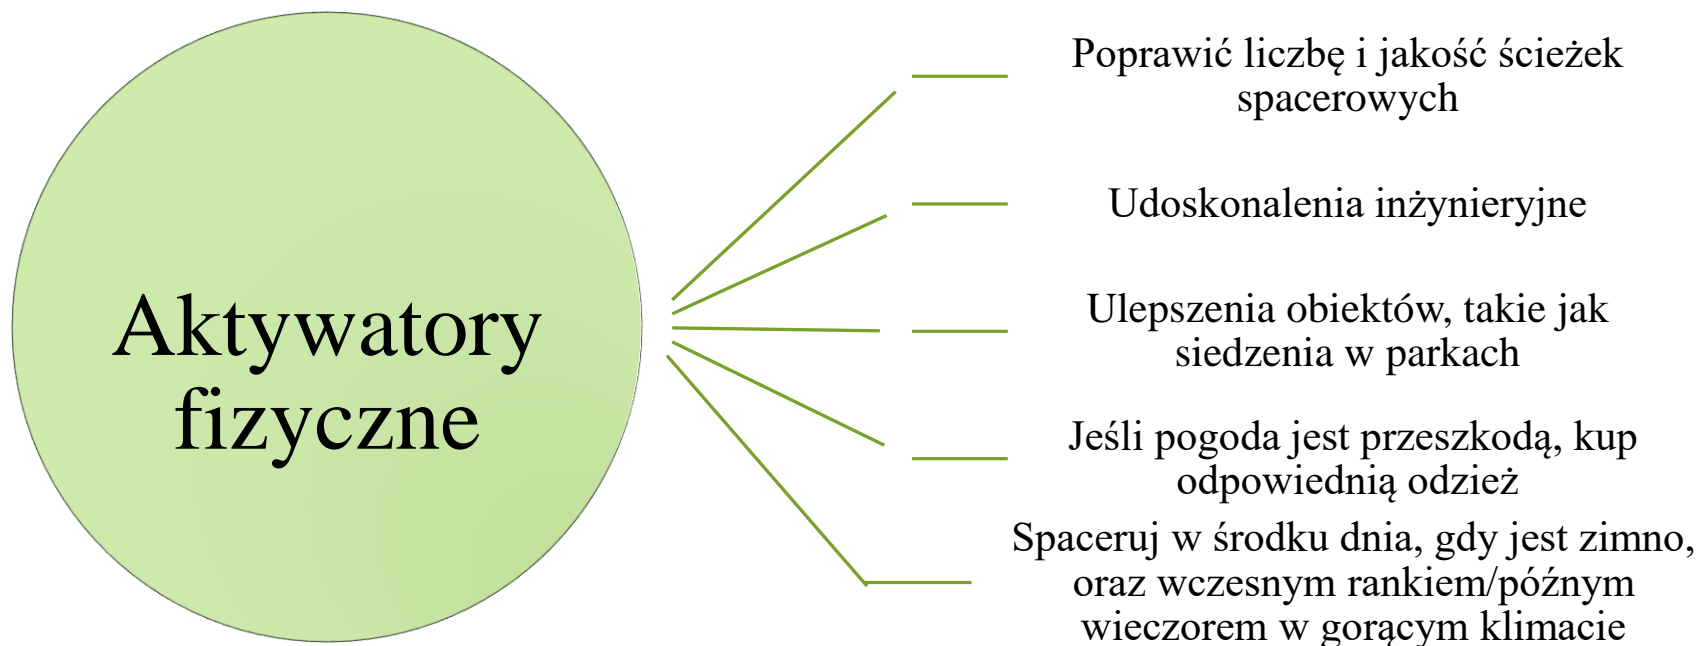 Aktywatory
fizyczne
Poprawić liczbę i jakość ścieżek
spacerowych
Udoskonalenia inżynieryjne
Ulepszenia obiektów, takie jak
siedzenia w parkach
Jeśli pogoda jest przeszkodą, kup
odpowiednią odzież
Spaceruj w środku dnia, gdy jest zimno,
oraz wczesnym rankiem/późnym
wieczorem w gorącym klimacie